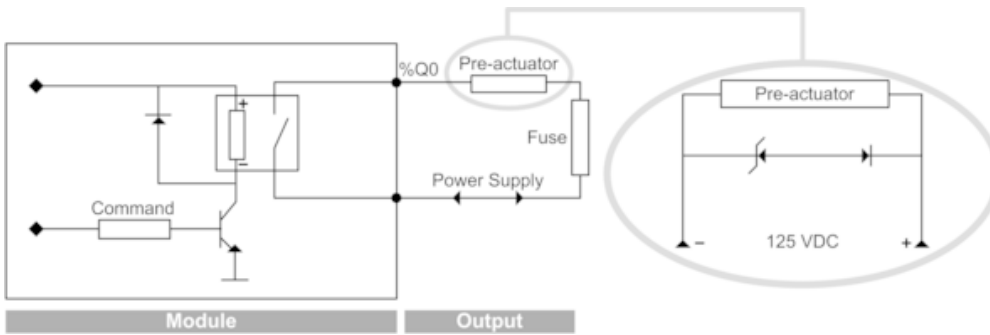 %Q0
Pre-actuator
Pre-actuator
+
Fuse
–
Power Supply
Command
– 125 VDC +
Module
Output